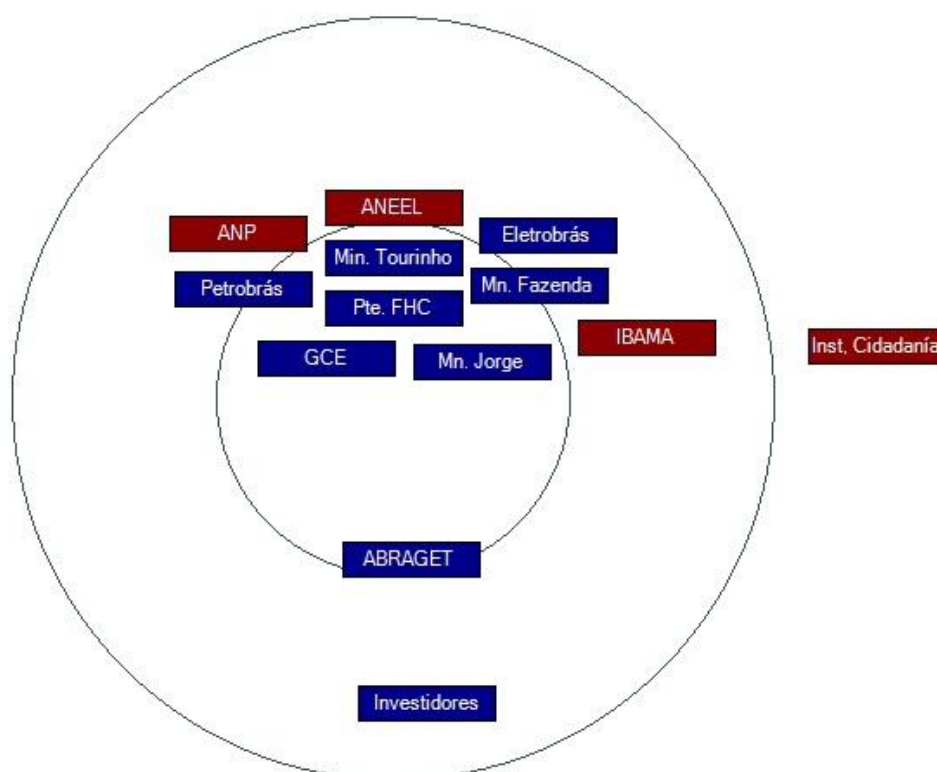 ANEEL
ANP
Eletrobrás
Min. Tourinho
Petrobrás
Mn. Fazenda
Pte. FHC
IBAMA
Inst, Cidadanía
GCE
Mn. Jorge
ABRAGET
Investidores